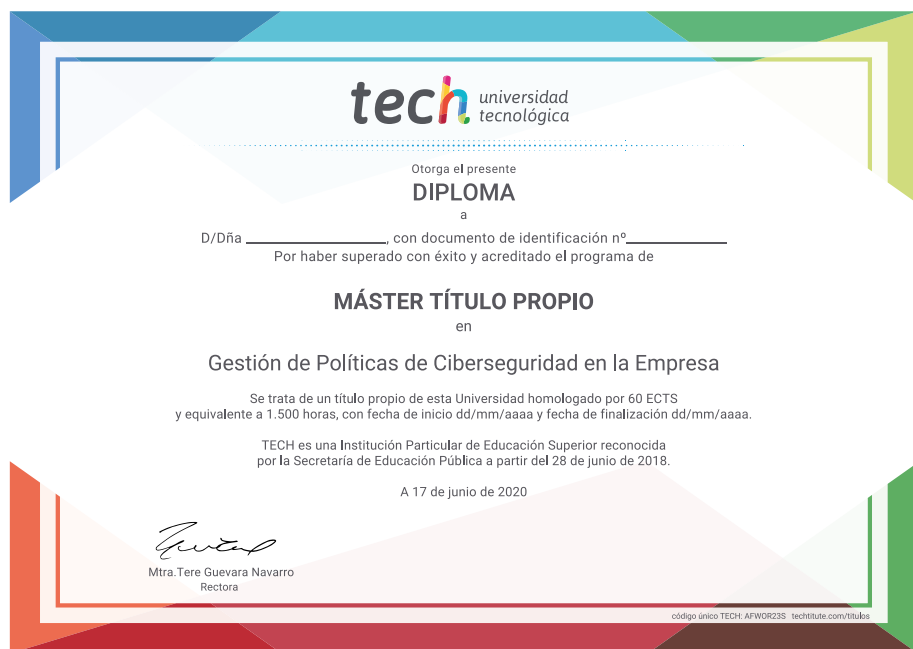 tech universidad
tecnológica
Otorga el presente
DIPLOMA
a
D/Dña ____________, con documento de identificación nº____________
Por haber superado con éxito y acreditado el programa de
MÁSTER TÍTULO PROPIO
en
Gestión de Políticas de Ciberseguridad en la Empresa
Se trata de un título propio de esta Universidad homologado por 60 ECTS
y equivalente a 1.500 horas, con fecha de inicio dd/mm/aaaa y fecha de finalización dd/mm/aaaa.
TECH es una Institución Particular de Educación Superior reconocida
por la Secretaría de Educación Pública a partir del 28 de junio de 2018.
A 17 de junio de 2020
Mtra.Tere Guevara Navarro
Rectora
código único TECH: AFWOR23S techtitute.com/titulos